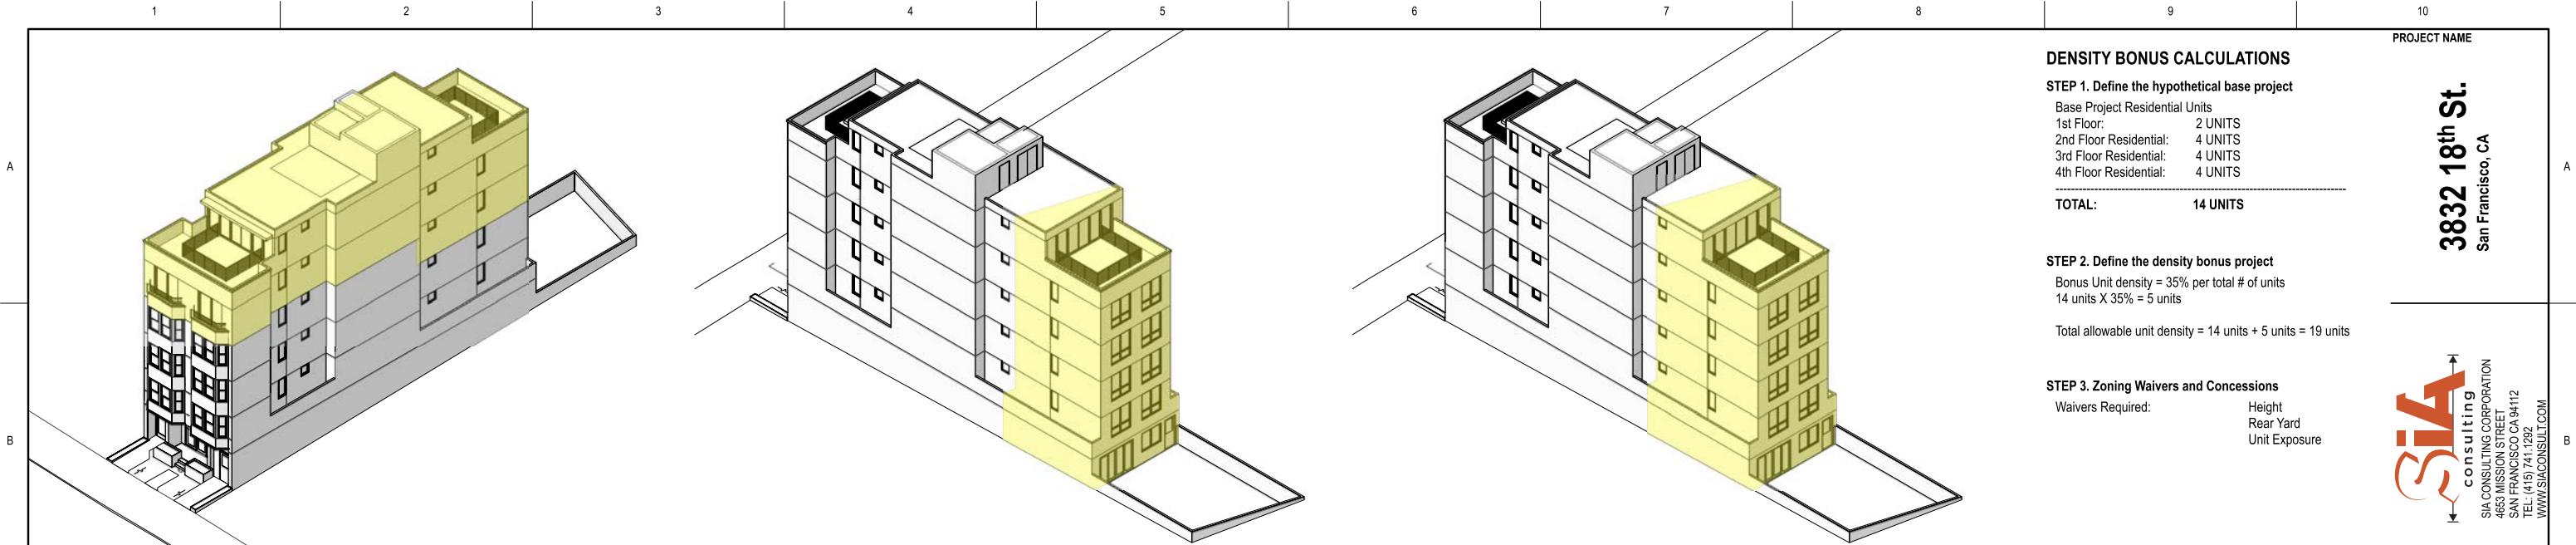 1 2 3 4 5 6 7 8 9 10
A A
B B
DENSITY BONUS CALCULATIONS
STEP 1. Define the hypothetical base project
Base Project Residential Units
1st Floor: 2 UNITS
2nd Floor Residential: 4 UNITS
3rd Floor Residential: 4 UNITS
4th Floor Residential: 4 UNITS
TOTAL: 14 UNITS
STEP 2. Define the density bonus project
Bonus Unit density = 35% per total # of units
14 units X 35% = 5 units
Total allowable unit density = 14 units + 5 units = 19 units
STEP 3. Zoning Waivers and Concessions
Waivers Required: Height
Rear Yard
Unit Exposure
PROJECT NAME
3832 18th St.
San Francisco, CA
SiA
consulting
SIA CONSULTING CORPORATION
4653 MISSION STREET
SAN FRANCISCO CA 94112
TEL: (415) 741.1292
WWW.SIACONSULT.COM